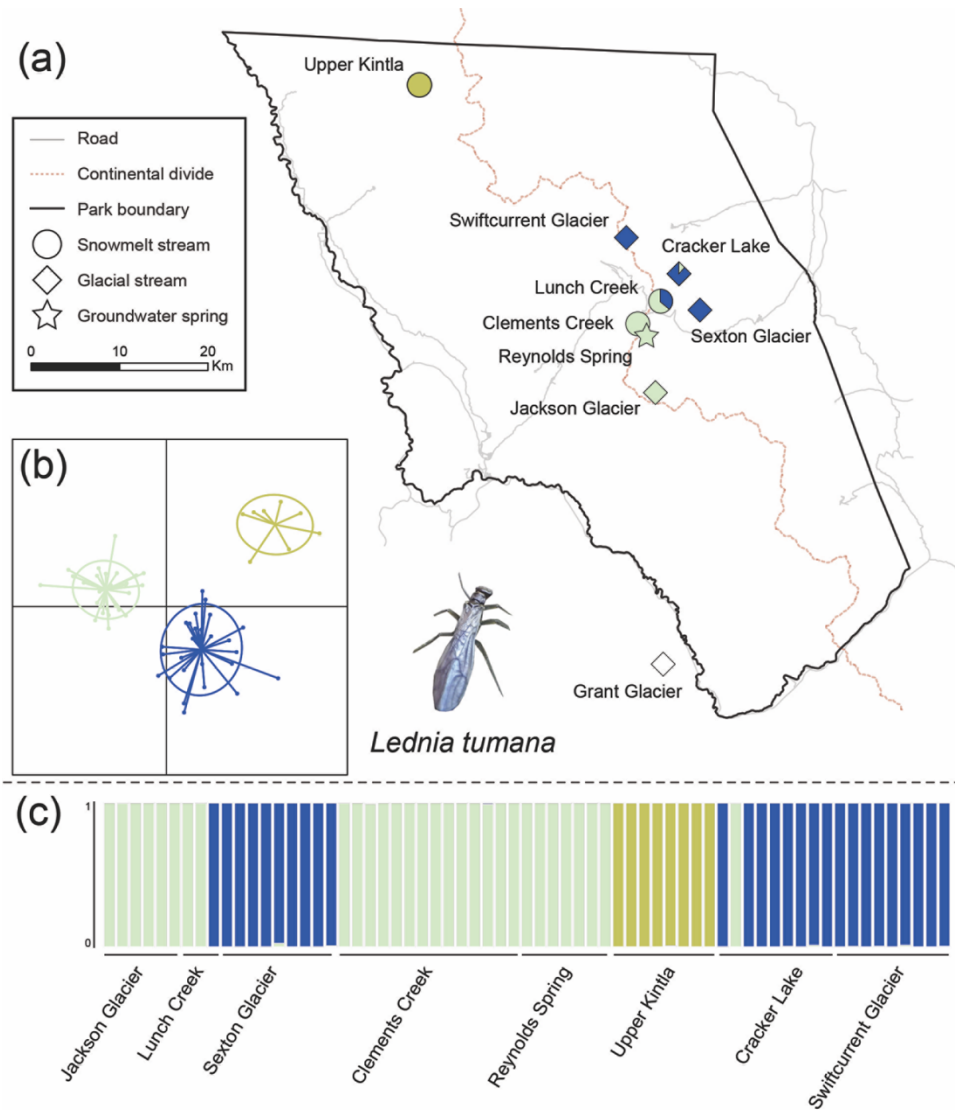 (a)
Upper Kintla
Road
Continental divide
Park boundary
Snowmelt stream
Glacial stream
Groundwater spring
0 10 20
Km
Swiftcurrent Glacier
Cracker Lake
Lunch Creek
Clements Creek
Sexton Glacier
Reynolds Spring
Jackson Glacier
Grant Glacier
(b)
Lednia tumana
(c)
1
0
Jackson Glacier
Lunch Creek
Sexton Glacier
Clements Creek
Reynolds Spring
Upper Kintla
Cracker Lake
Swiftcurrent Glacier